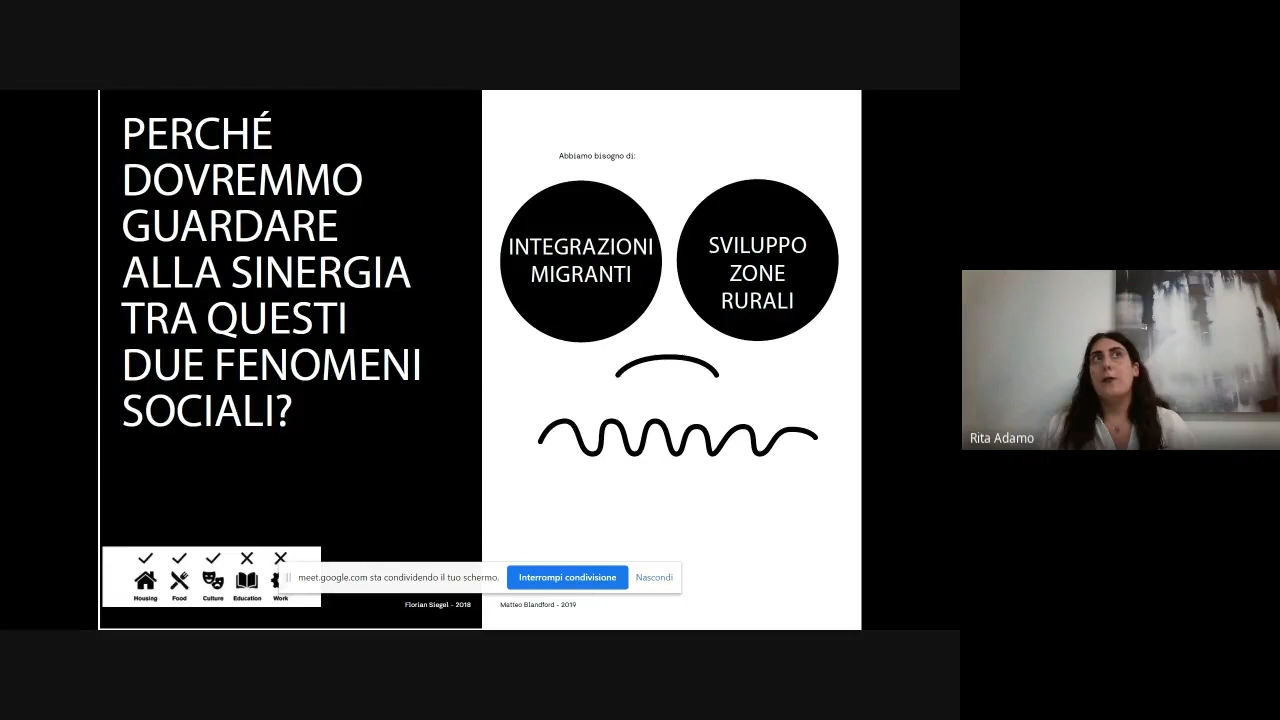 PERCHÉ
DOVREMMO
GUARDARE
ALLA SINERGIA
TRA QUESTI
DUE FENOMENI
SOCIALI?
Abbiamo bisogno di:
INTEGRAZIONI
MIGRANTI
SVILUPPO
ZONE
RURALI
Housing
Food
Culture
Education
Work
meet.google.com sta condividendo il tuo schermo.
Interrompi condivisione
Nascondi
Florian Siegel - 2018
Matteo Blandford - 2019
Rita Adamo